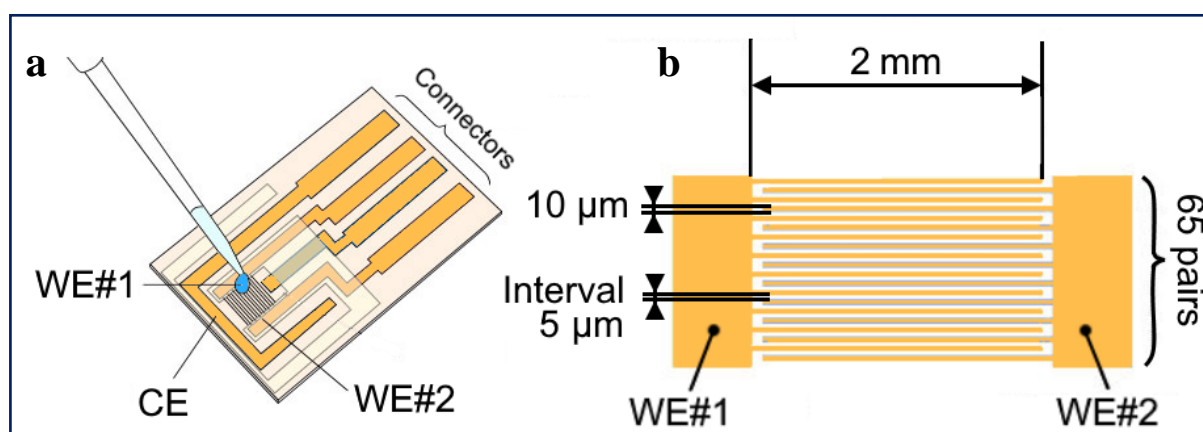 a
Connectors
WE#1
CE
WE#2
b
2 mm
10 µm
Interval
5 µm
65 pairs
WE#1
WE#2